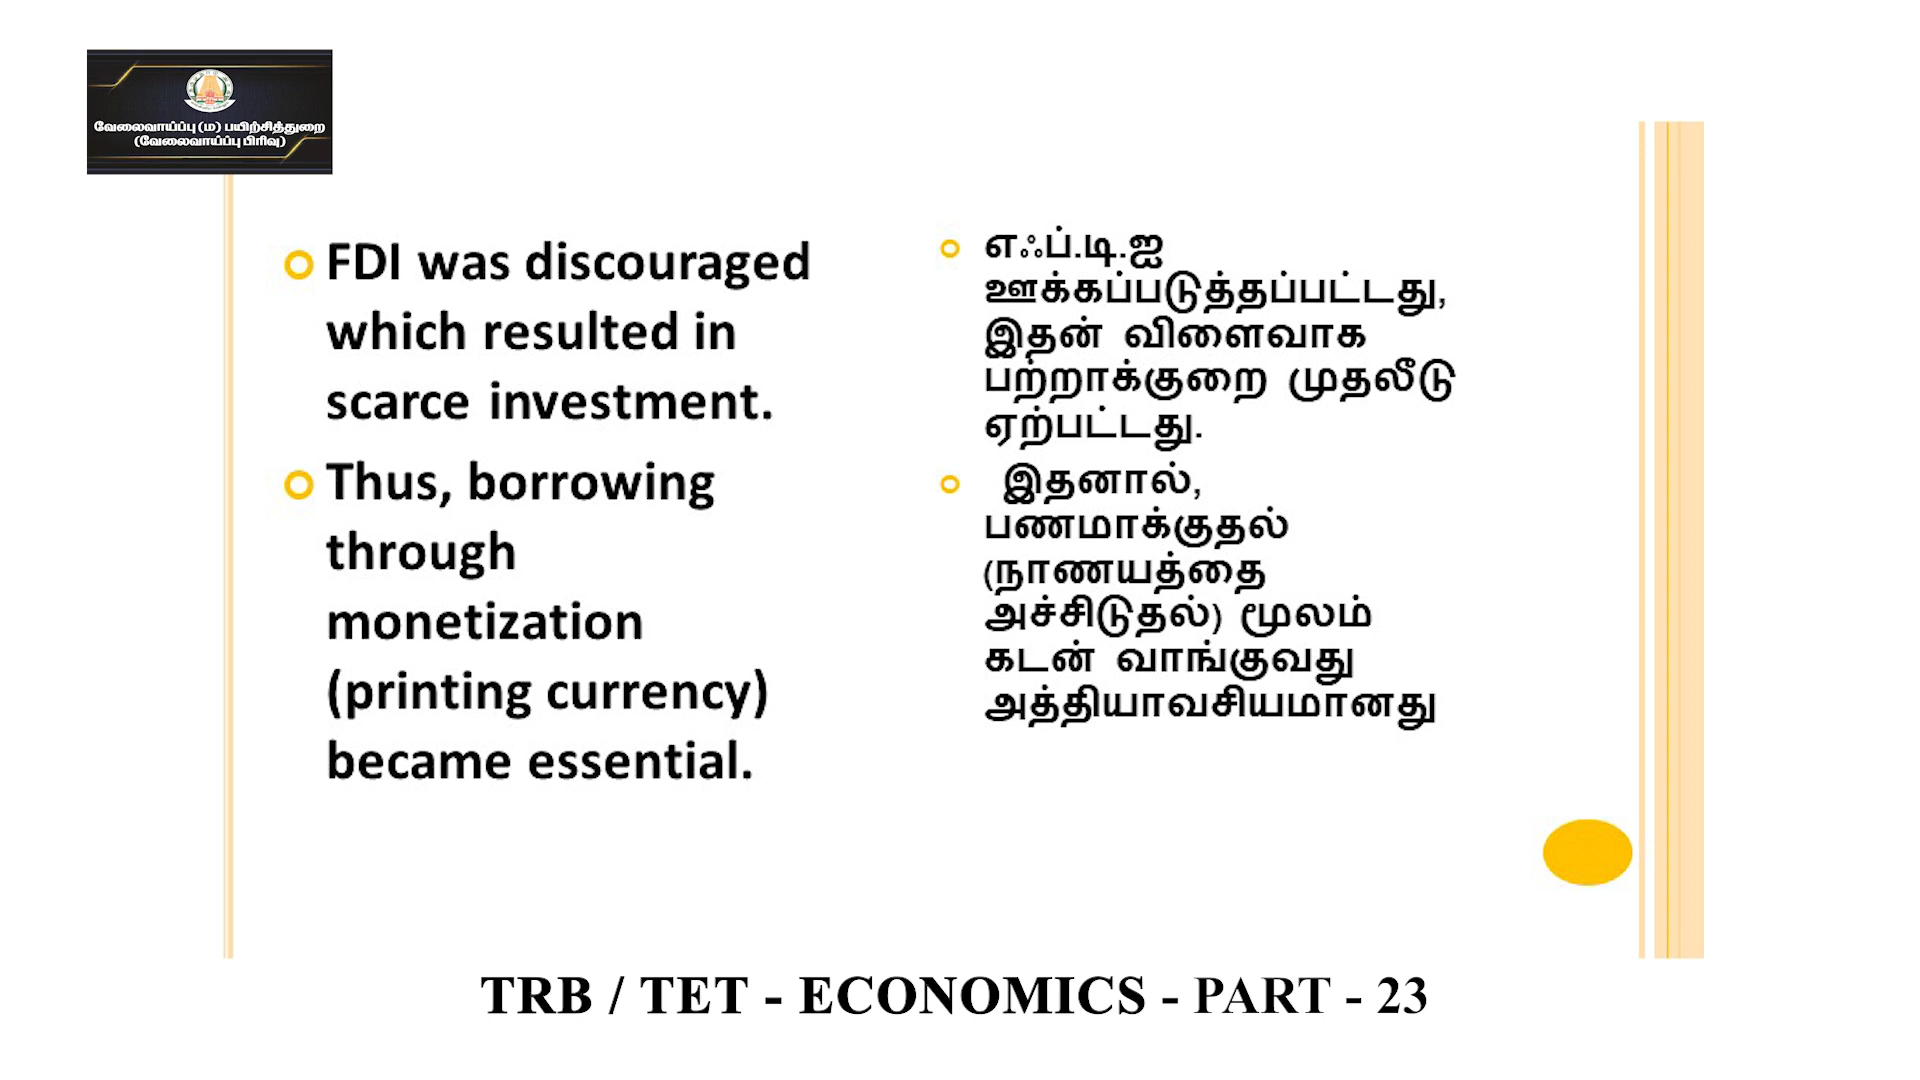 வேலைவாய்ப்பு (ம) பயிற்சித்துறை
(வேலைவாய்ப்பு பிரிவு)
FDI was discouraged
which resulted in
scarce investment.
Thus, borrowing
through
monetization
(printing currency)
became essential.
எஃப்.டி.ஐ
ஊக்கப்படுத்தப்பட்டது,
இதன் விளைவாக
பற்றாக்குறை முதலீடு
ஏற்பட்டது.
இதனால்,
பணமாக்குதல்
(நாணயத்தை
அச்சிடுதல்) மூலம்
கடன் வாங்குவது
அத்தியாவசியமானது
TRB / TET - ECONOMICS - PART - 23